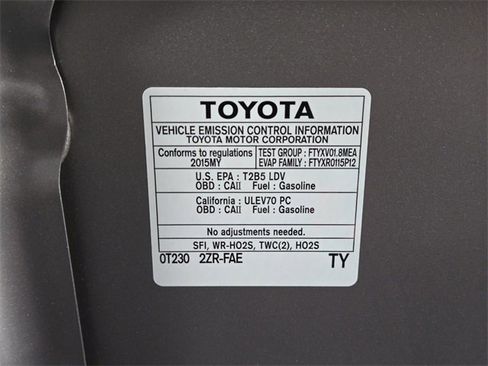 TOYOTA
VEHICLE EMISSION CONTROL INFORMATION
TOYOTA MOTOR CORPORATION
Conforms to regulations
2015MY
TEST GROUP : FTYXV01.8MEA
EVAP FAMILY : FTYXR0115P12
U.S. EPA : T2B5 LDV
OBD : CAII Fuel : Gasoline
California : ULEV70 PC
OBD : CAII Fuel : Gasoline
No adjustments needed.
SFI, WR-HO2S, TWC(2), HO2S
0T230 2ZR-FAE TY